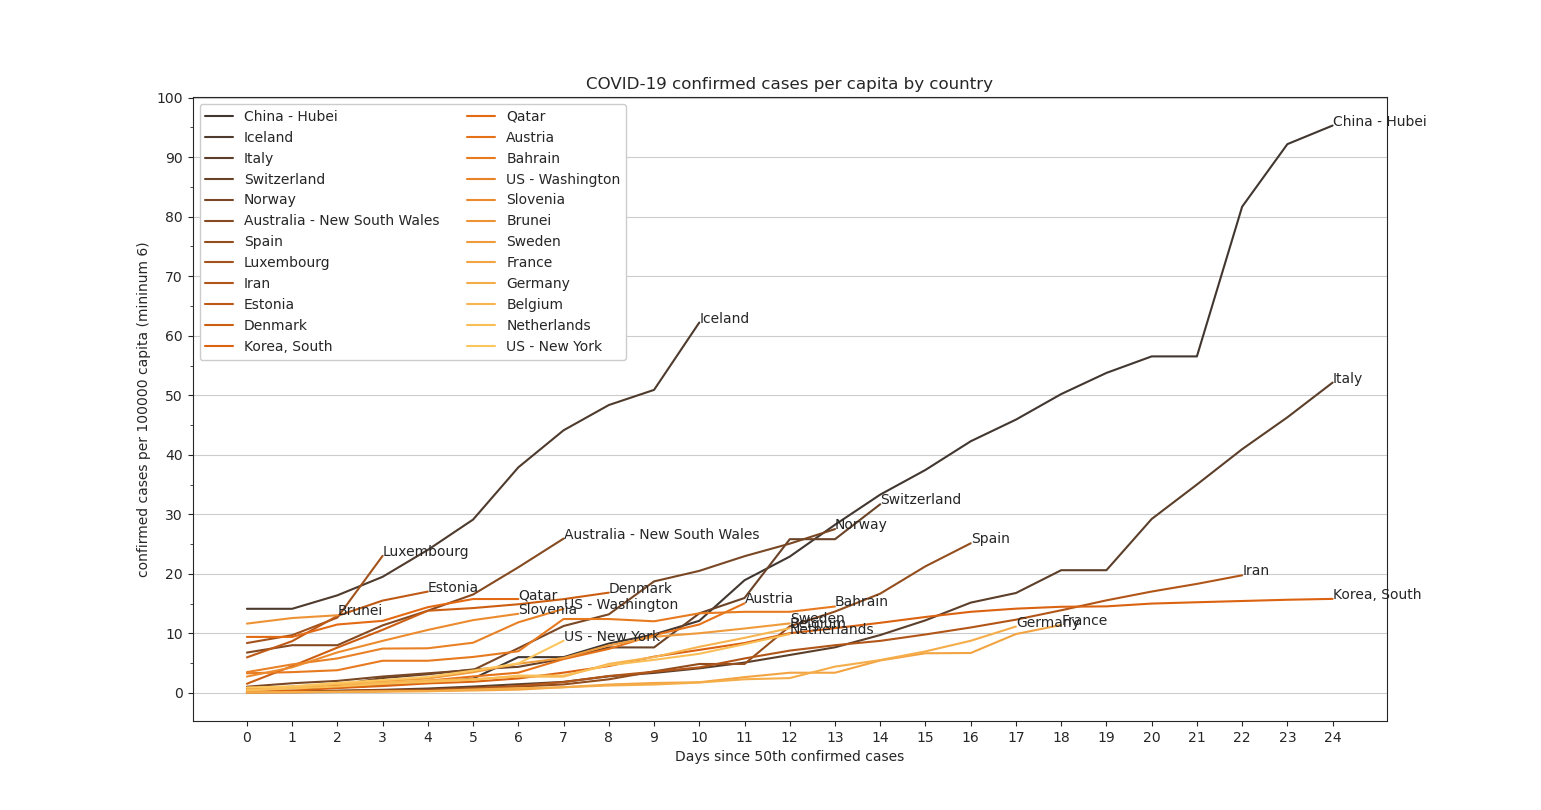 COVID-19 confirmed cases per capita by country
confirmed cases per 100000 capita (mininum 6)
100
90
80
70
60
50
40
30
20
10
0
China - Hubei
Iceland
Italy
Switzerland
Norway
Australia - New South Wales
Spain
Luxembourg
Iran
Estonia
Denmark
Korea, South
Qatar
Austria
Bahrain
US - Washington
Slovenia
Brunei
Sweden
France
Germany
Belgium
Netherlands
US - New York
China - Hubei
Iceland
Italy
Switzerland
Norway
Australia - New South Wales
Spain
Luxembourg
Iran
Estonia
Denmark
Korea, South
Qatar
Austria
Bahrain
US - Washington
Slovenia
Brunei
Sweden
France
Germany
Belgium
Netherlands
US - New York
0 1 2 3 4 5 6 7 8 9 10 11 12 13 14 15 16 17 18 19 20 21 22 23 24
Days since 50th confirmed cases